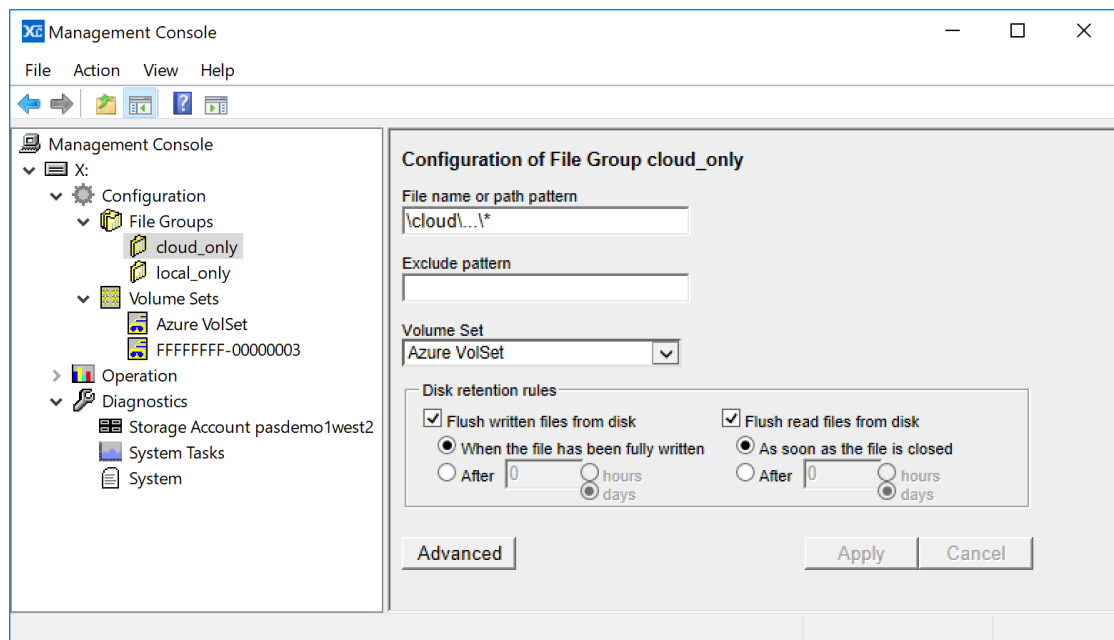 XC Management Console
File Action View Help
Management Console
X:
Configuration
File Groups
cloud_only
local_only
Volume Sets
Azure VolSet
FFFFFFFF-00000003
Operation
Diagnostics
Storage Account pasdemo1west2
System Tasks
System
Configuration of File Group cloud_only
File name or path pattern
\cloud\...\*
Exclude pattern
Volume Set
Azure VolSet
Disk retention rules
Flush written files from disk
When the file has been fully written
After 0 hours
days
Flush read files from disk
As soon as the file is closed
After 0 hours
days
Advanced Apply Cancel